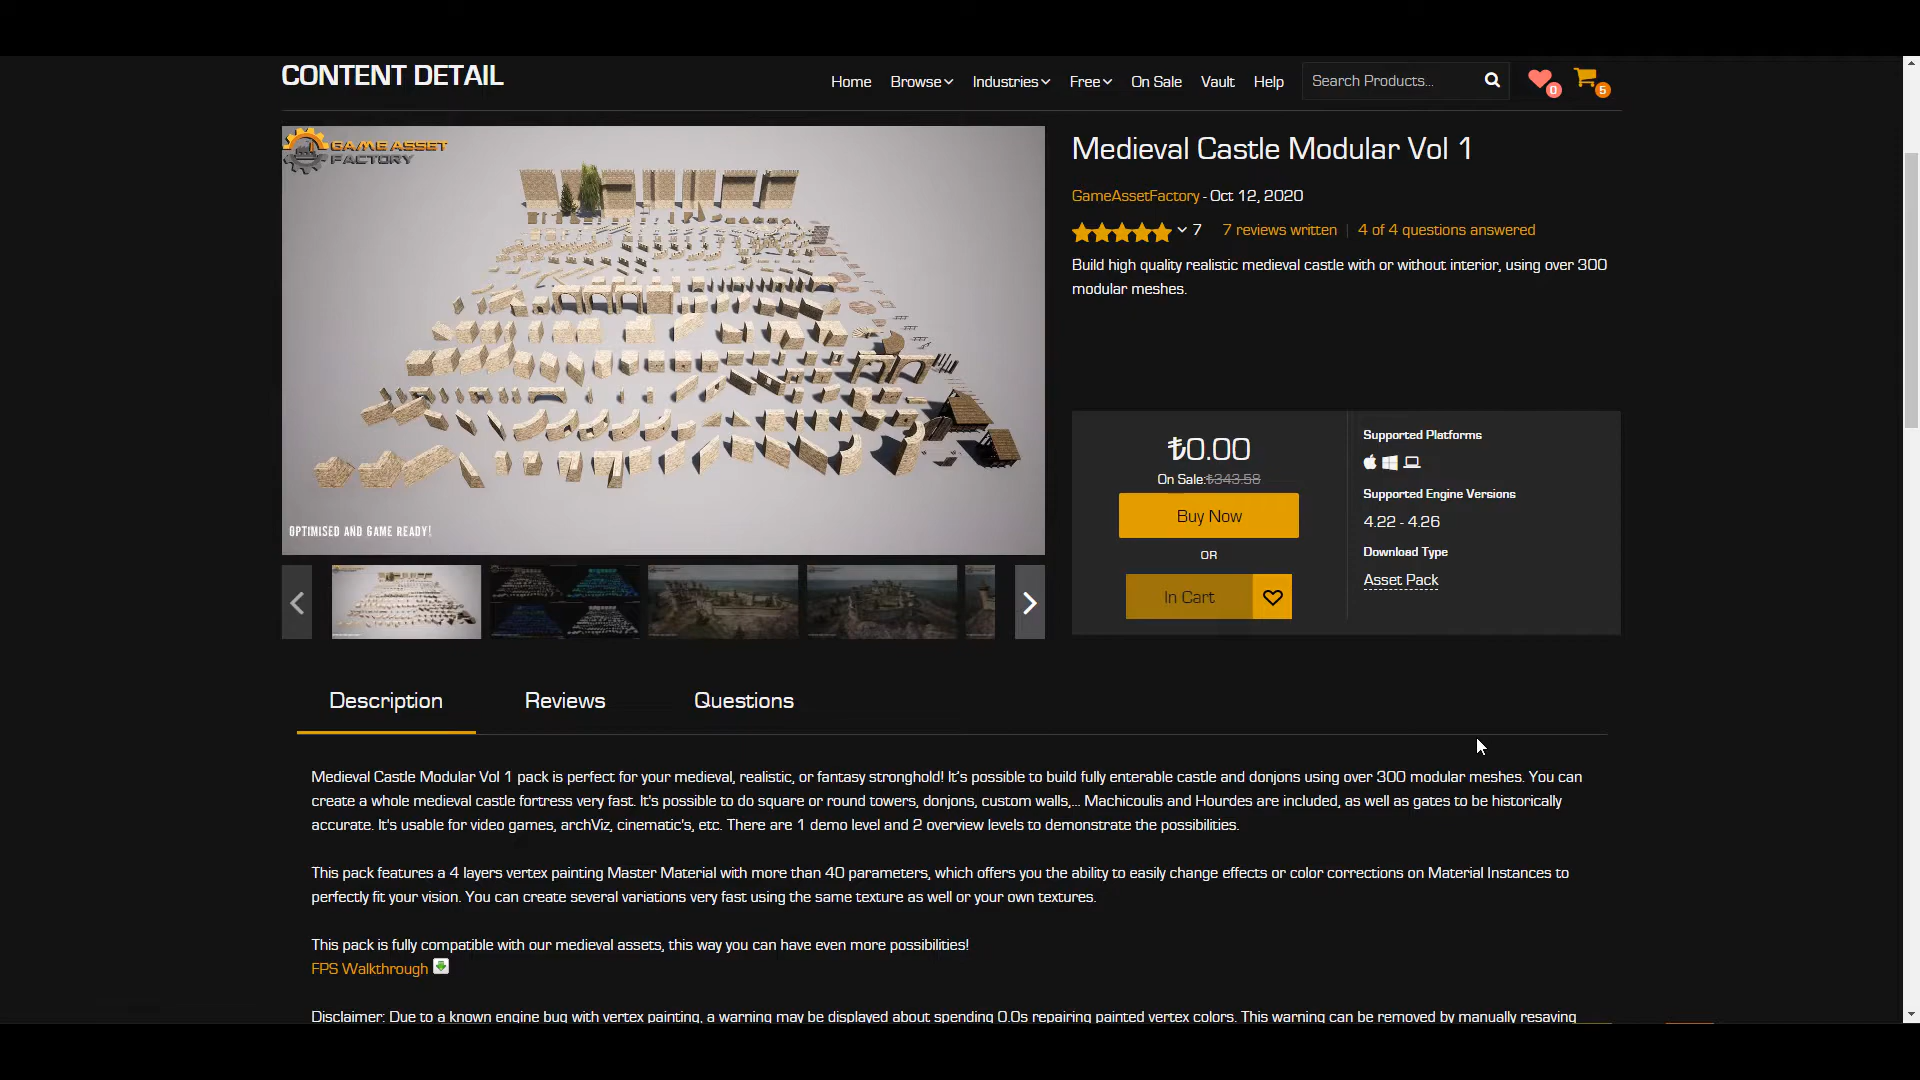 CONTENT DETAIL
Home Browse Industries Free On Sale Vault Help Search Products... 0 5
GAME ASSET
FACTORY
OPTIMISED AND GAME READY!
Medieval Castle Modular Vol 1
GameAssetFactory - Oct 12, 2020
7 7 reviews written | 4 of 4 questions answered
Build high quality realistic medieval castle with or without interior, using over 300
modular meshes.
₺0.00
On Sale:₺343.58
Buy Now
OR
In Cart
Supported Platforms
Supported Engine Versions
4.22 - 4.26
Download Type
Asset Pack
Description Reviews Questions
Medieval Castle Modular Vol 1 pack is perfect for your medieval, realistic, or fantasy stronghold! It's possible to build fully enterable castle and donjons using over 300 modular meshes. You can
create a whole medieval castle fortress very fast. It's possible to do square or round towers, donjons, custom walls,... Machicoulis and Hourdes are included, as well as gates to be historically
accurate. It's usable for video games, archViz, cinematic's, etc. There are 1 demo level and 2 overview levels to demonstrate the possibilities.
This pack features a 4 layers vertex painting Master Material with more than 40 parameters, which offers you the ability to easily change effects or color corrections on Material Instances to
perfectly fit your vision. You can create several variations very fast using the same texture as well or your own textures.
This pack is fully compatible with our medieval assets, this way you can have even more possibilities!
FPS Walkthrough
Disclaimer: Due to a known engine bug with vertex painting, a warning may be displayed about spending 0.0s repairing painted vertex colors. This warning can be removed by manually resaving